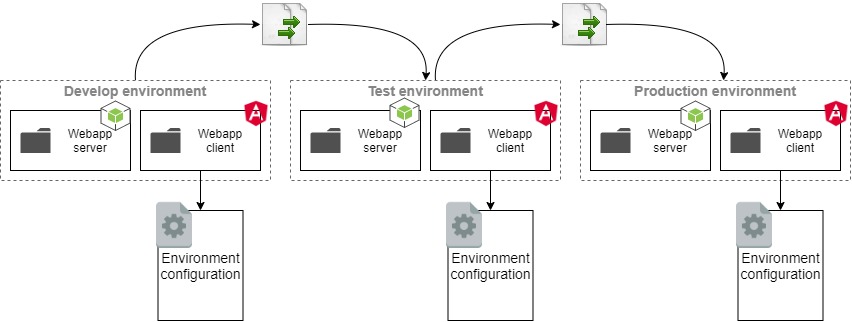 Develop environment
Test environment
Production environment
Webapp
server
Webapp
client
Webapp
server
Webapp
client
Webapp
server
Webapp
client
Environment
configuration
Environment
configuration
Environment
configuration